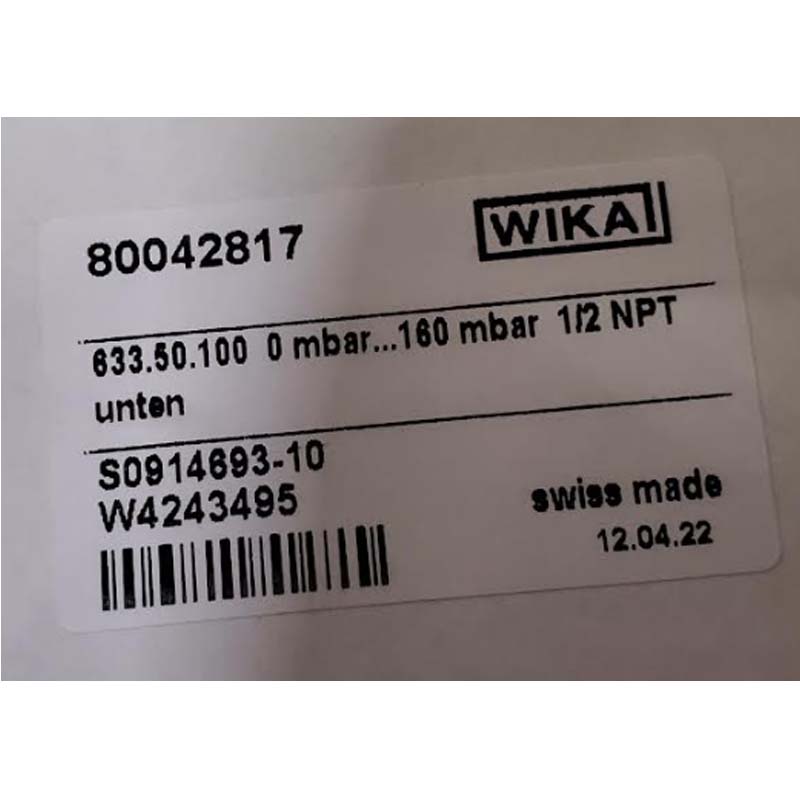 80042817
WIKA
633.50.100 0 mbar...160 mbar 1/2 NPT
unten
S0914693-10
W4243495
swiss made
12.04.22